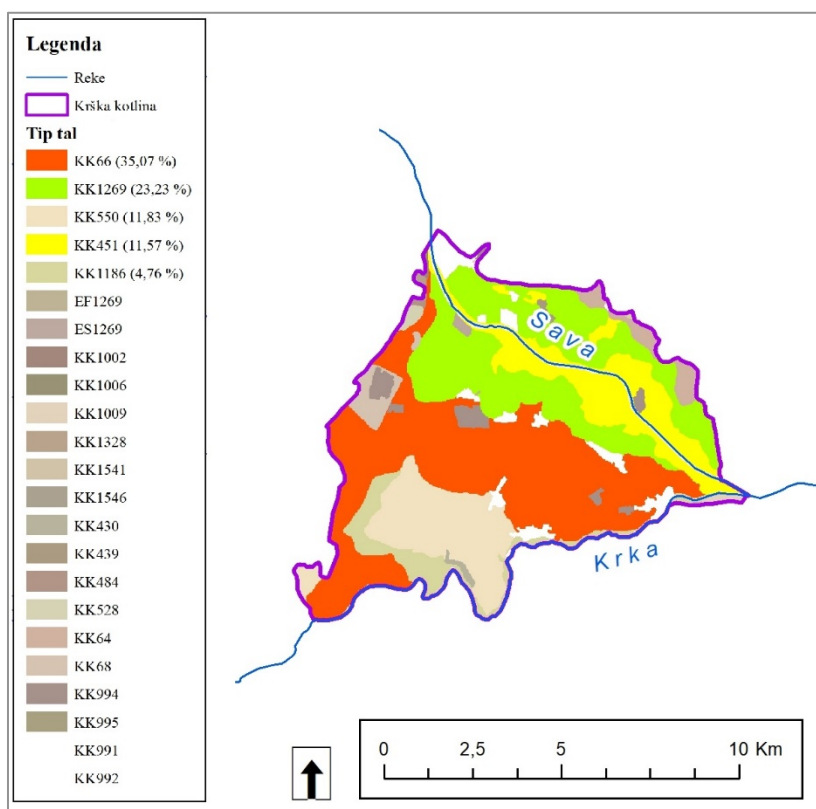 Legenda
Reke
Krška kotlina
Tip tal
KK66 (35,07 %)
KK1269 (23,23 %)
KK550 (11,83 %)
KK451 (11,57 %)
KK1186 (4,76 %)
EF1269
ES1269
KK1002
KK1006
KK1009
KK1328
KK1541
KK1546
KK430
KK439
KK484
KK528
KK64
KK68
KK994
KK995
KK991
KK992
Sava
Krka
0 2,5 5 10 Km